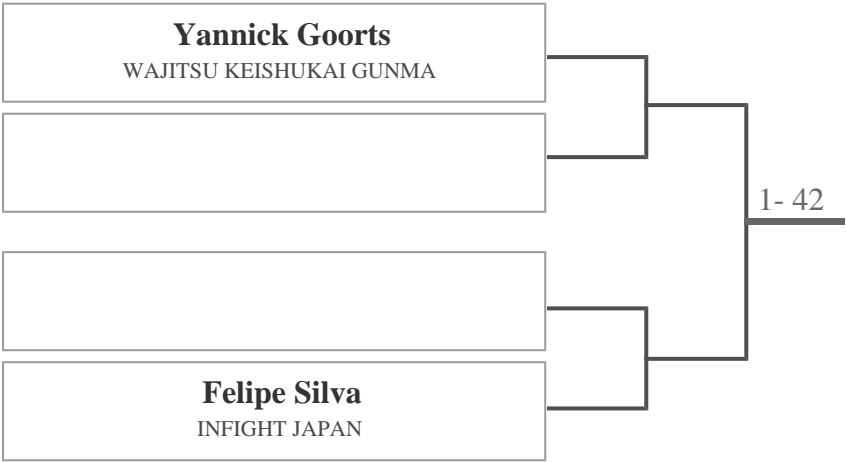 Yannick Goorts
WAJITSU KEISHUKAI GUNMA
1- 42
Felipe Silva
INFIGHT JAPAN